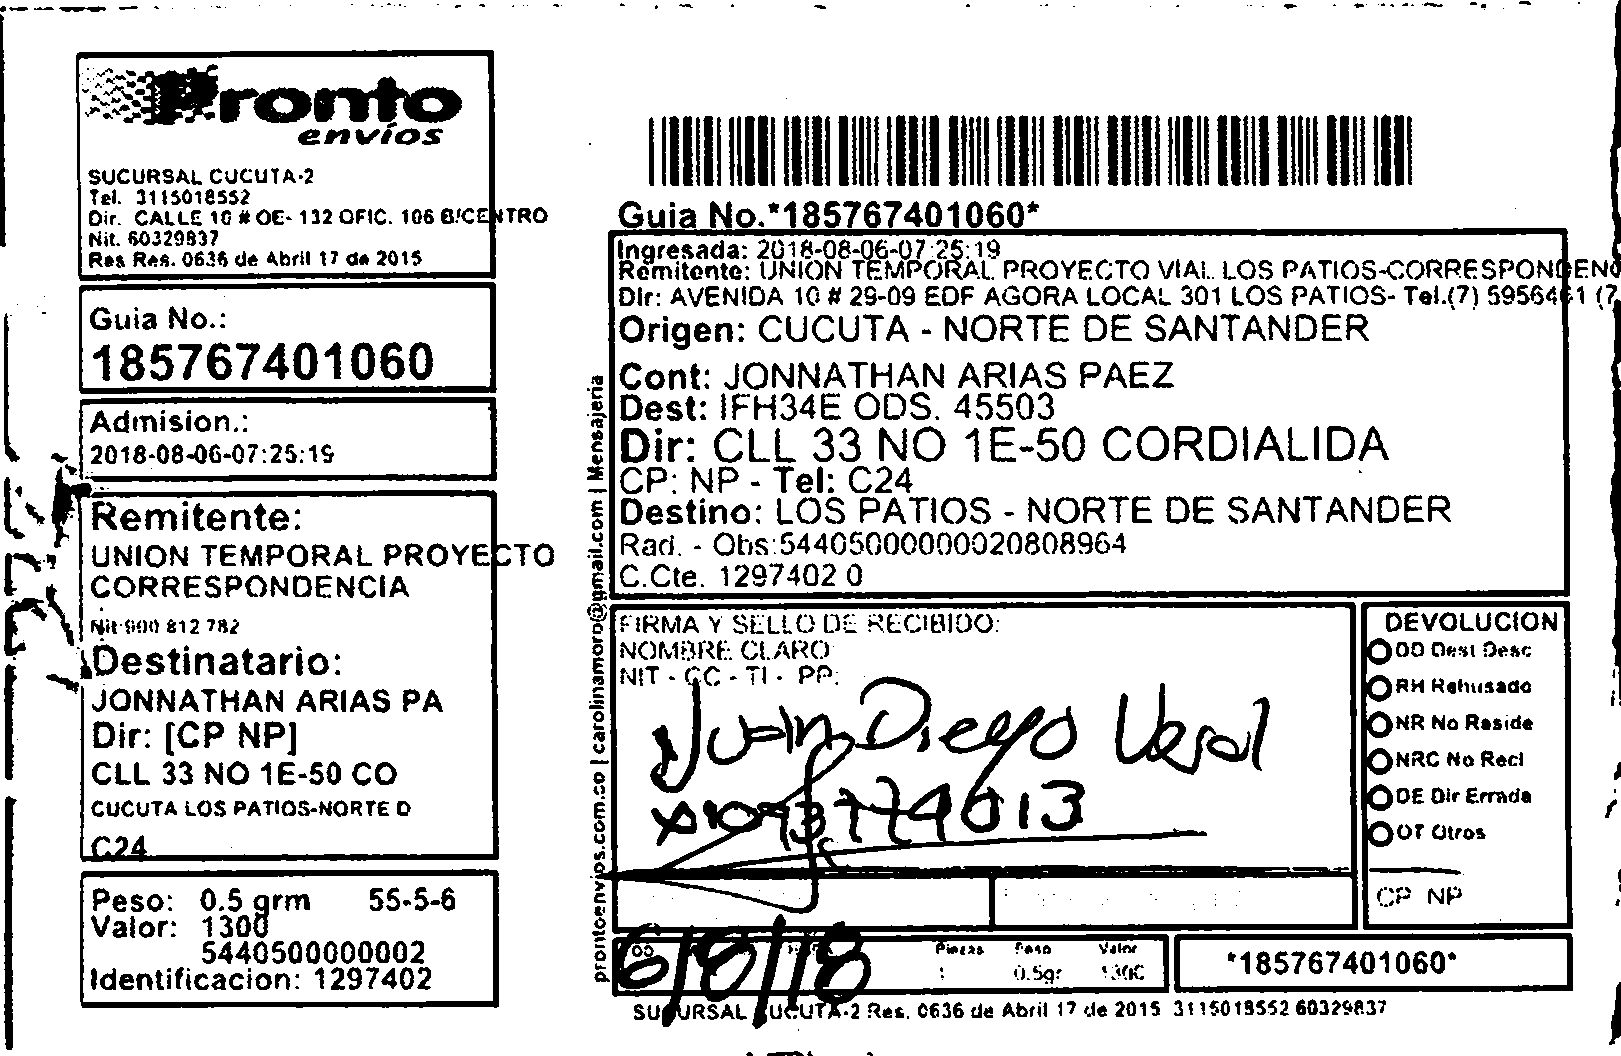 Pronto
envíos
SUCURSAL CUCUTA-2
Tel. 3115018552
Dir. CALLE 10 # OE- 132 OFIC. 106 B/CENTRO
Nit. 60329837
Res Res. 0636 de Abril 17 de 2015
Guia No.:
185767401060
Admision.:
2018-08-06-07:25:19
Remitente:
UNION TEMPORAL PROYECTO
CORRESPONDENCIA
Nit 900 812 782
Destinatario:
JONNATHAN ARIAS PA
Dir: [CP NP]
CLL 33 NO 1E-50 CO
CUCUTA LOS PATIOS-NORTE D
C24
Peso: 0.5 grm 55-5-6
Valor: 1300
5440500000002
Identificacion: 1297402
prontoenvios.com.co | carolinamoro@gmail.com | Mensajeria
Guia No.*185767401060*
Ingresada: 2018-08-06-07:25:19
Remitente: UNION TEMPORAL PROYECTO VIAL LOS PATIOS-CORRESPONDENC
Dir: AVENIDA 10 # 29-09 EDF AGORA LOCAL 301 LOS PATIOS- Tel.(7) 5956461 (7
Origen: CUCUTA - NORTE DE SANTANDER
Cont: JONNATHAN ARIAS PAEZ
Dest: IFH34E ODS. 45503
Dir: CLL 33 NO 1E-50 CORDIALIDA
CP: NP - Tel: C24
Destino: LOS PATIOS - NORTE DE SANTANDER
Rad. - Obs:54405000000020808964
C.Cte. 1297402 0
FIRMA Y SELLO DE RECIBIDO:
NOMBRE CLARO
NIT - CC - TI - PP:
Juan Diego
6/8/18
Piezas Peso Valor
1 0.5gr 1300
DEVOLUCION
DD Dest Desc
RH Rehusado
NR No Reside
NRC No Recl
DE Dir Errada
OT Otros
CP NP
*185767401060*
SUCURSAL CUCUTA-2 Res. 0636 de Abril 17 de 2015 3115018552 60329837